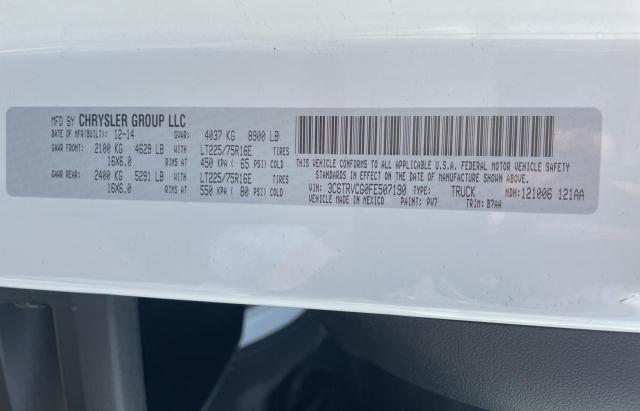 MFD BY CHRYSLER GROUP LLC
DATE OF MFR(BUILT): 12-14 GVWR: 4037 KG 8900 LB
GAWR FRONT: 2100 KG 4629 LB WITH LT225/75R16E TIRES
16X6.0 RIMS AT 450 KPA ( 65 PSI) COLD
GAWR REAR: 2400 KG 5291 LB WITH LT225/75R16E TIRES
16X6.0 RIMS AT 550 KPA ( 80 PSI) COLD
THIS VEHICLE CONFORMS TO ALL APPLICABLE U.S.A. FEDERAL MOTOR VEHICLE SAFETY
STANDARDS IN EFFECT ON THE DATE OF MANUFACTURE SHOWN ABOVE.
VIN: 3C6TRVCG0FE507190 TYPE: TRUCK MDH: 121006 121AA
VEHICLE MADE IN MEXICO PAINT: PW7 TRIM: B7AA